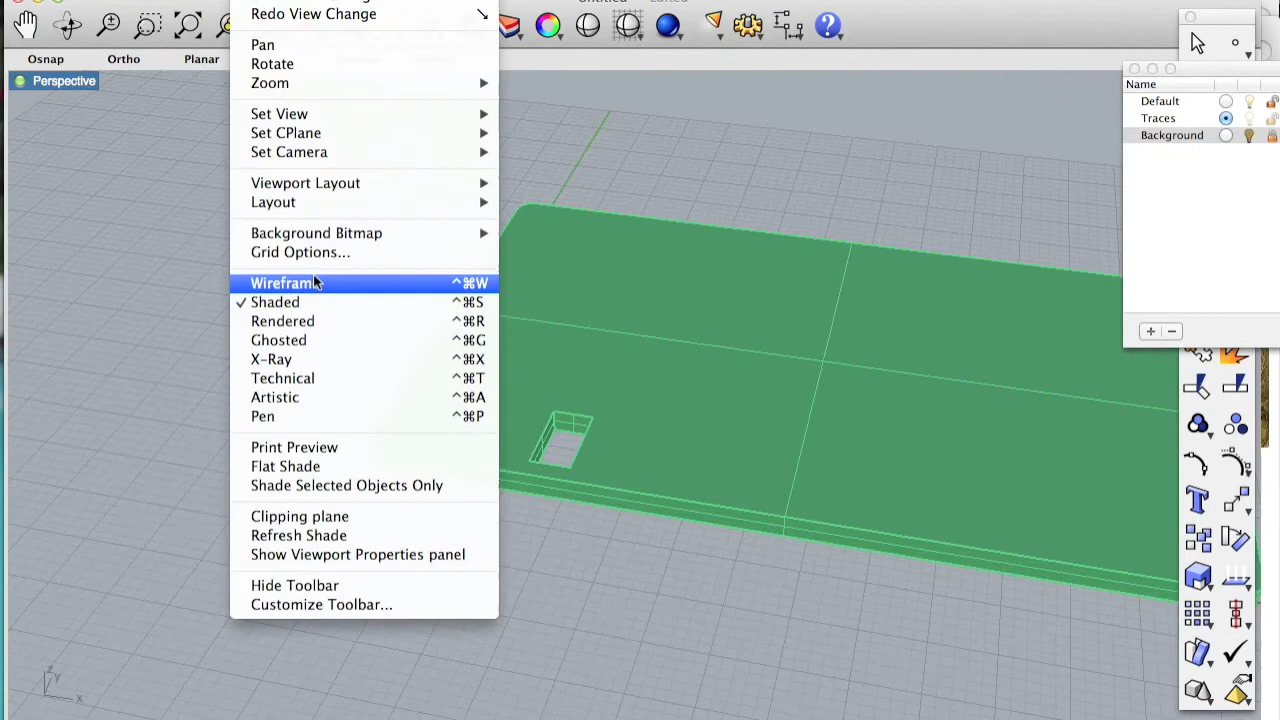 Untitled — Edited
Redo View Change
Osnap Ortho Planar
Perspective
Pan
Rotate
Zoom
Set View
Set CPlane
Set Camera
Viewport Layout
Layout
Background Bitmap
Grid Options...
Wireframe ^⌘W
✓ Shaded ^⌘S
Rendered ^⌘R
Ghosted ^⌘G
X-Ray ^⌘X
Technical ^⌘T
Artistic ^⌘A
Pen ^⌘P
Print Preview
Flat Shade
Shade Selected Objects Only
Clipping plane
Refresh Shade
Show Viewport Properties panel
Hide Toolbar
Customize Toolbar...
Name
Default
Traces
Background
z
y
x